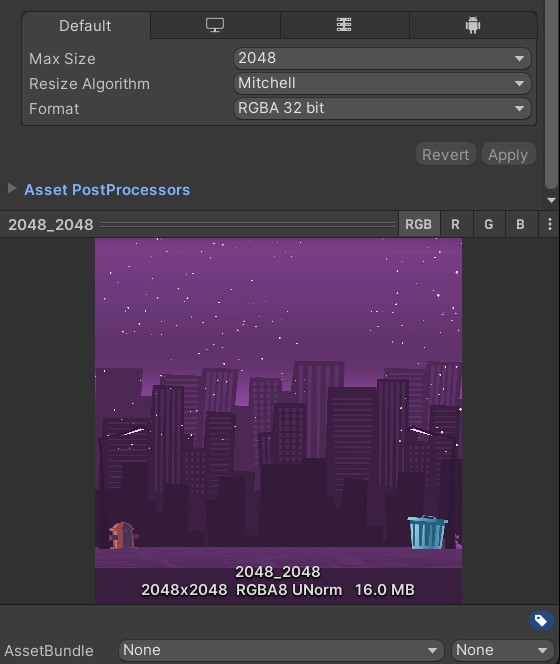 Default
Max Size 2048
Resize Algorithm Mitchell
Format RGBA 32 bit
Revert Apply
Asset PostProcessors
2048_2048 RGB R G B
2048_2048
2048x2048 RGBA8 UNorm 16.0 MB
AssetBundle None None